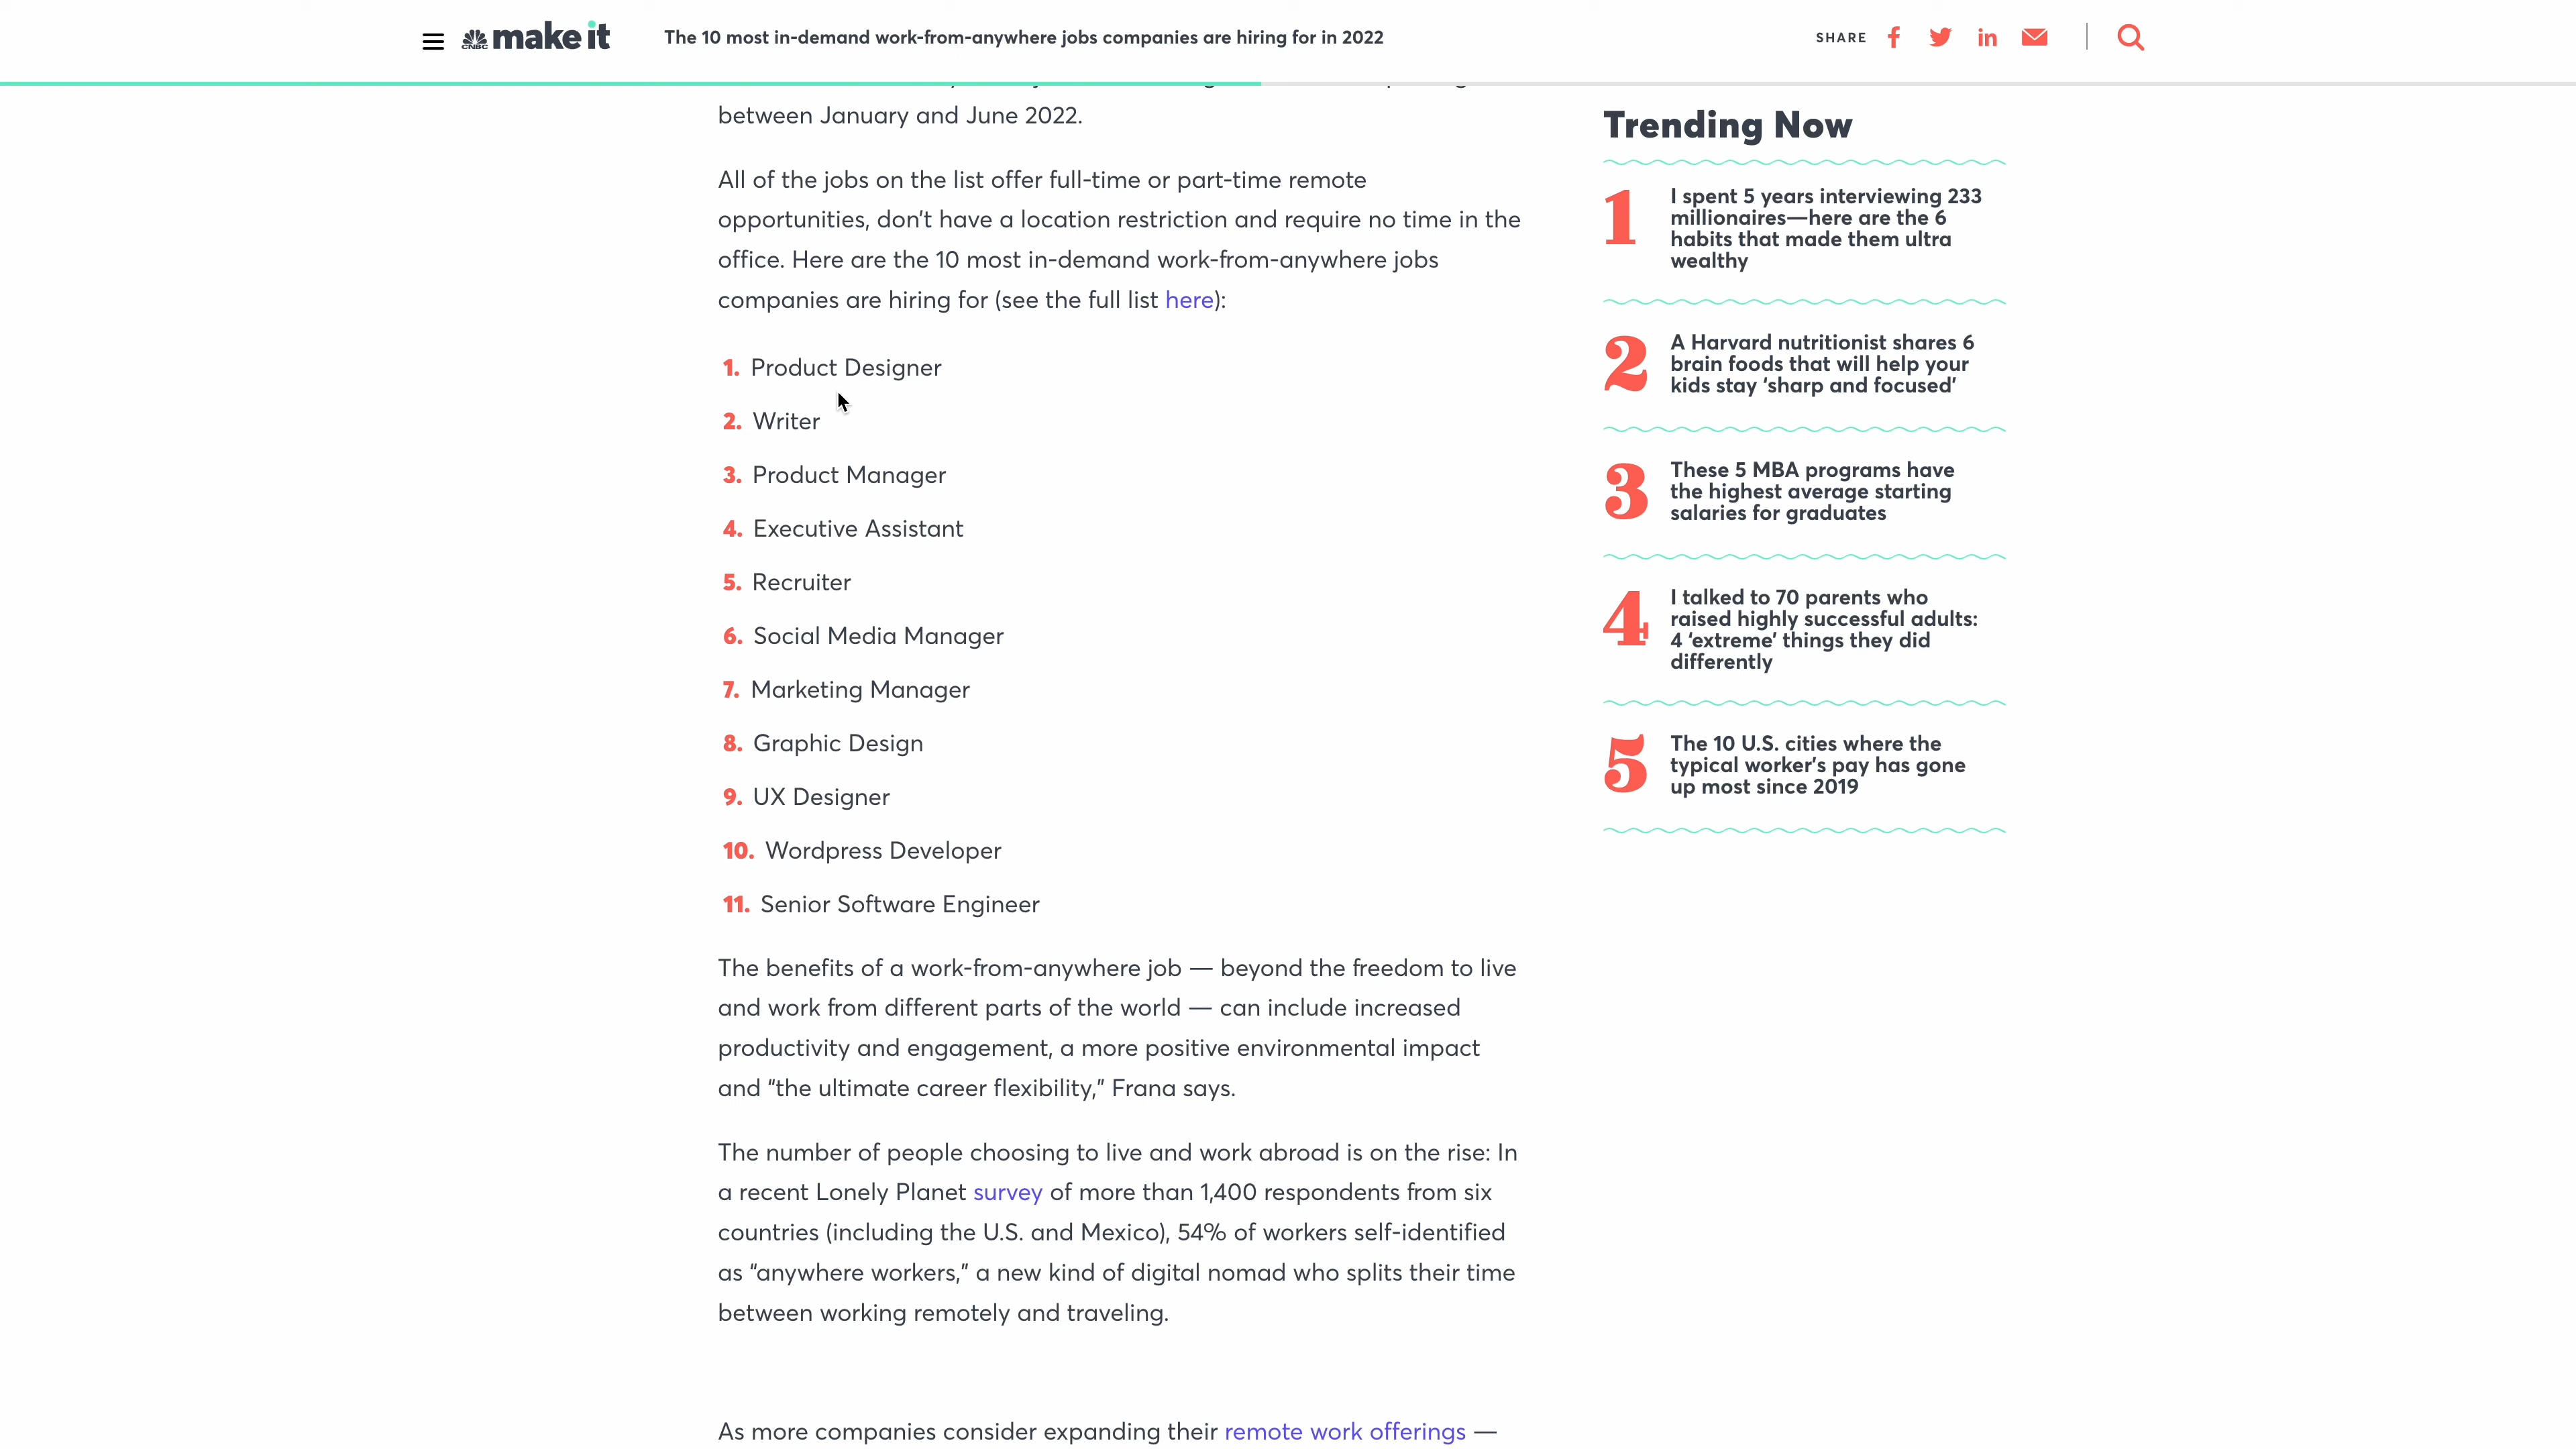 CNBC make it
The 10 most in-demand work-from-anywhere jobs companies are hiring for in 2022
SHARE
between January and June 2022.
All of the jobs on the list offer full-time or part-time remote
opportunities, don't have a location restriction and require no time in the
office. Here are the 10 most in-demand work-from-anywhere jobs
companies are hiring for (see the full list here):
1. Product Designer
2. Writer
3. Product Manager
4. Executive Assistant
5. Recruiter
6. Social Media Manager
7. Marketing Manager
8. Graphic Design
9. UX Designer
10. Wordpress Developer
11. Senior Software Engineer
The benefits of a work-from-anywhere job — beyond the freedom to live
and work from different parts of the world — can include increased
productivity and engagement, a more positive environmental impact
and “the ultimate career flexibility,” Frana says.
The number of people choosing to live and work abroad is on the rise: In
a recent Lonely Planet survey of more than 1,400 respondents from six
countries (including the U.S. and Mexico), 54% of workers self-identified
as “anywhere workers,” a new kind of digital nomad who splits their time
between working remotely and traveling.
As more companies consider expanding their remote work offerings —
Trending Now
1
I spent 5 years interviewing 233
millionaires—here are the 6
habits that made them ultra
wealthy
2
A Harvard nutritionist shares 6
brain foods that will help your
kids stay ‘sharp and focused’
3
These 5 MBA programs have
the highest average starting
salaries for graduates
4
I talked to 70 parents who
raised highly successful adults:
4 ‘extreme’ things they did
differently
5
The 10 U.S. cities where the
typical worker's pay has gone
up most since 2019